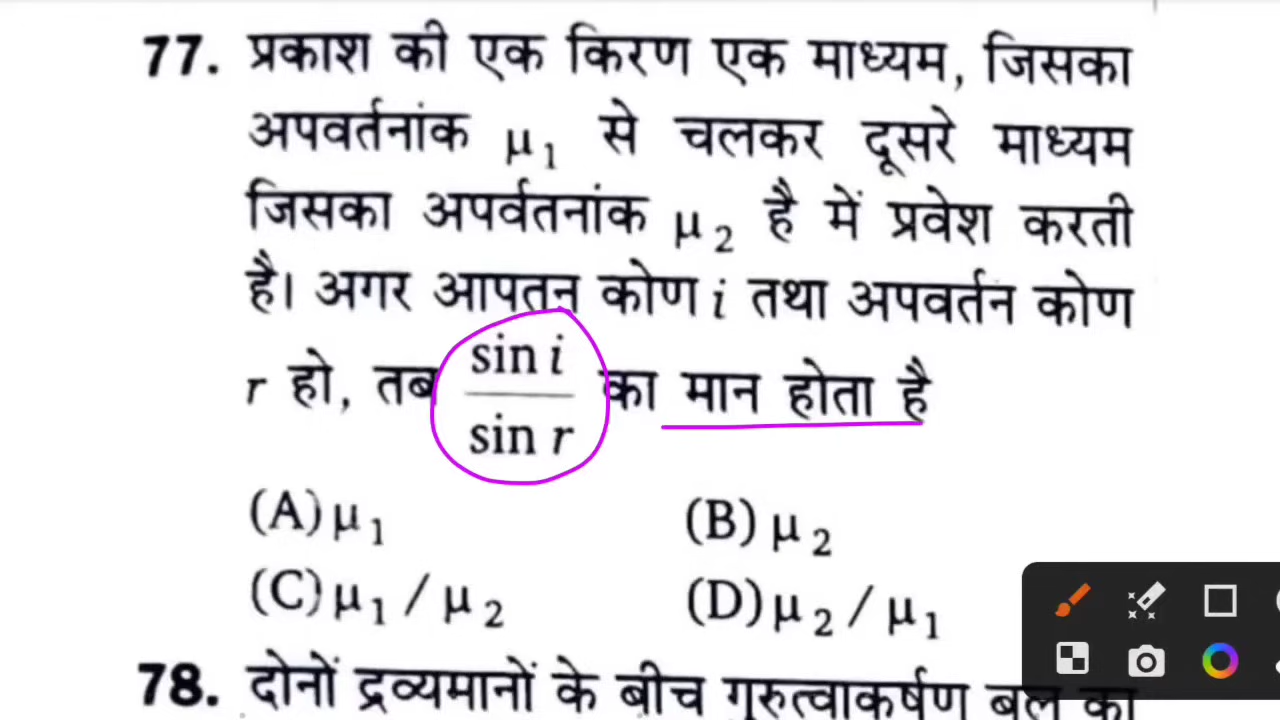 77. प्रकाश की एक किरण एक माध्यम, जिसका
अपवर्तनांक μ1 से चलकर दूसरे माध्यम
जिसका अपर्वतनांक μ2 है में प्रवेश करती
है। अगर आपतन कोण i तथा अपवर्तन कोण
r हो, तब sin i / sin r का मान होता है
(A) μ1 (B) μ2
(C) μ1 / μ2 (D) μ2 / μ1
78. दोनों द्रव्यमानों के बीच गुरुत्वाकर्षण बल का